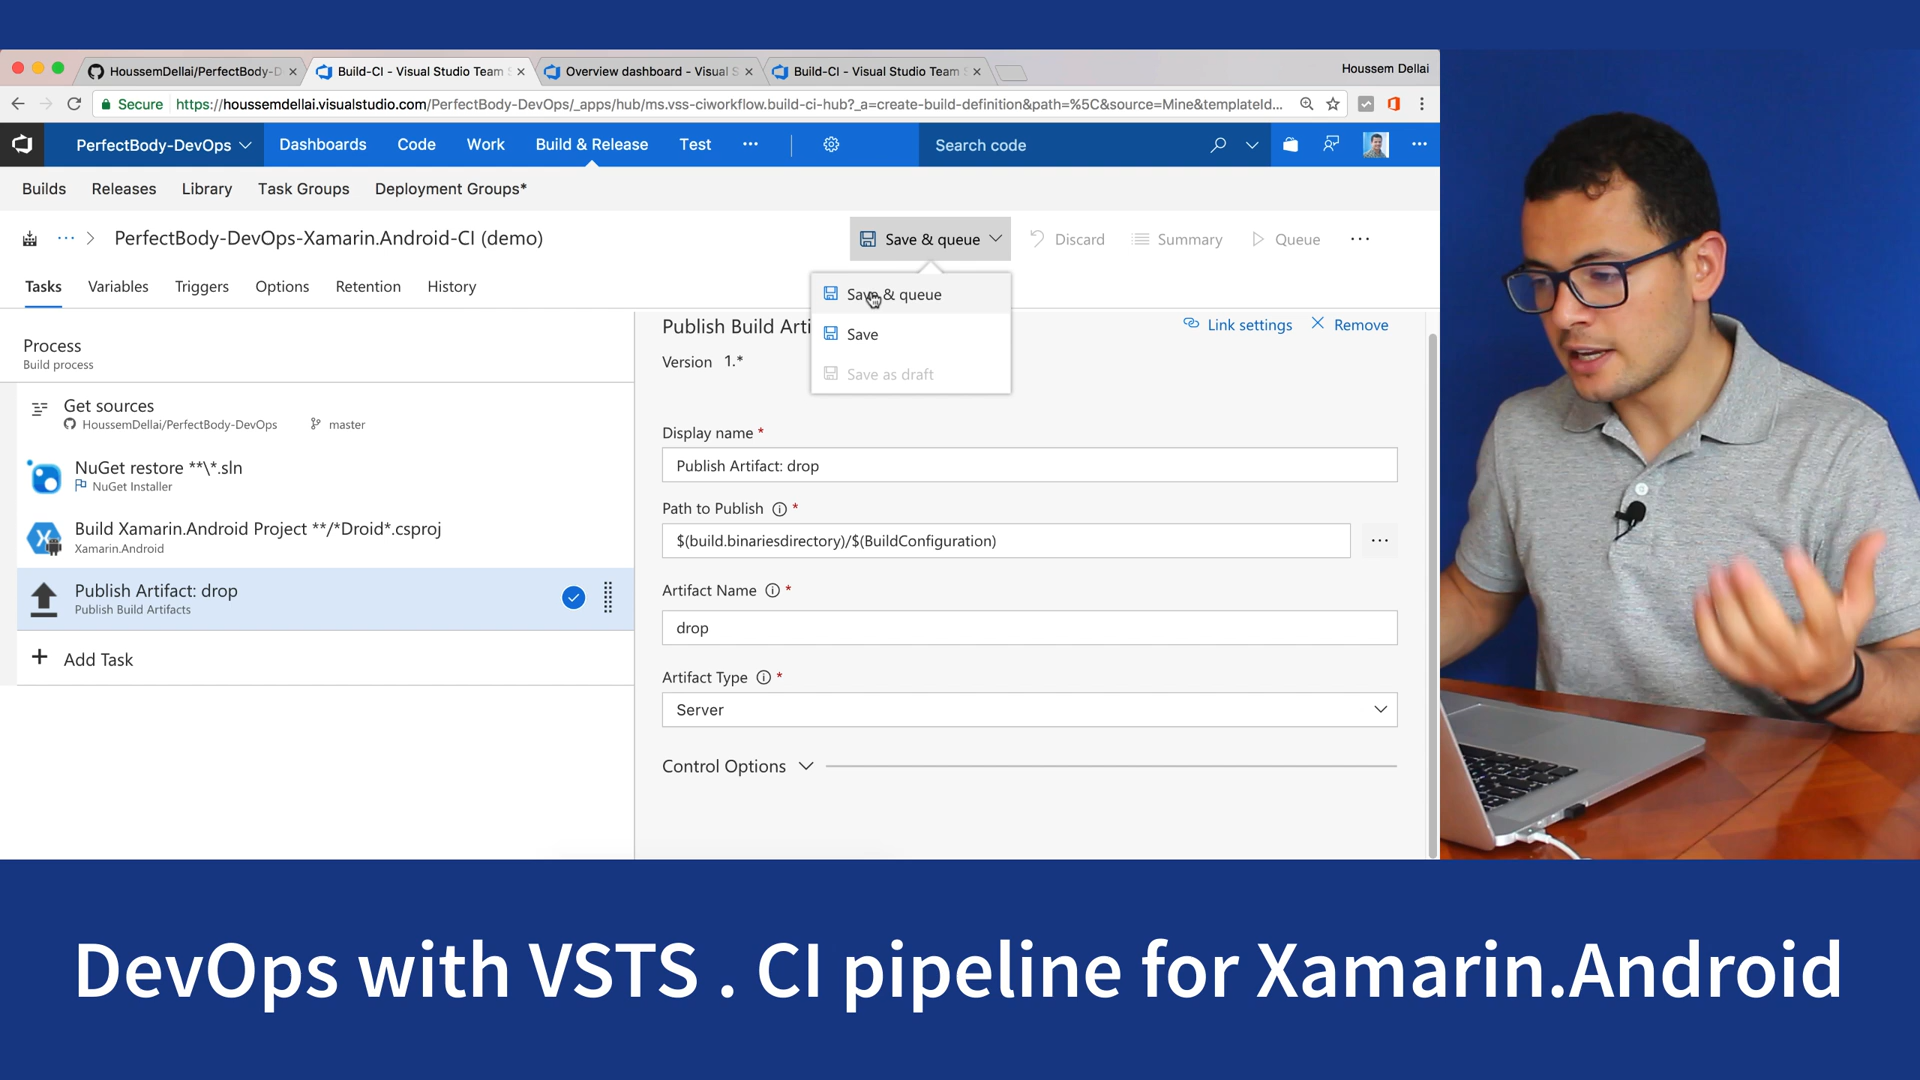 HoussemDellai/PerfectBody-D
Build-CI - Visual Studio Team S
Overview dashboard - Visual S
Build-CI - Visual Studio Team S
Houssem Dellai
Secure https://houssemdellai.visualstudio.com/PerfectBody-DevOps/_apps/hub/ms.vss-ciworkflow.build-ci-hub?_a=create-build-definition&path=%5C&source=Mine&templateId...
PerfectBody-DevOps Dashboards Code Work Build & Release Test ··· Search code ···
Builds Releases Library Task Groups Deployment Groups*
··· > PerfectBody-DevOps-Xamarin.Android-CI (demo)
Save & queue Discard Summary Queue ···
Tasks Variables Triggers Options Retention History
Save & queue
Save
Save as draft
Process
Build process
Get sources
HoussemDellai/PerfectBody-DevOps master
NuGet restore **\*.sln
NuGet Installer
Build Xamarin.Android Project **/*Droid*.csproj
Xamarin.Android
Publish Artifact: drop
Publish Build Artifacts
+ Add Task
Publish Build Arti
Link settings Remove
Version 1.*
Display name *
Publish Artifact: drop
Path to Publish *
$(build.binariesdirectory)/$(BuildConfiguration)
···
Artifact Name *
drop
Artifact Type *
Server
Control Options
DevOps with VSTS . CI pipeline for Xamarin.Android